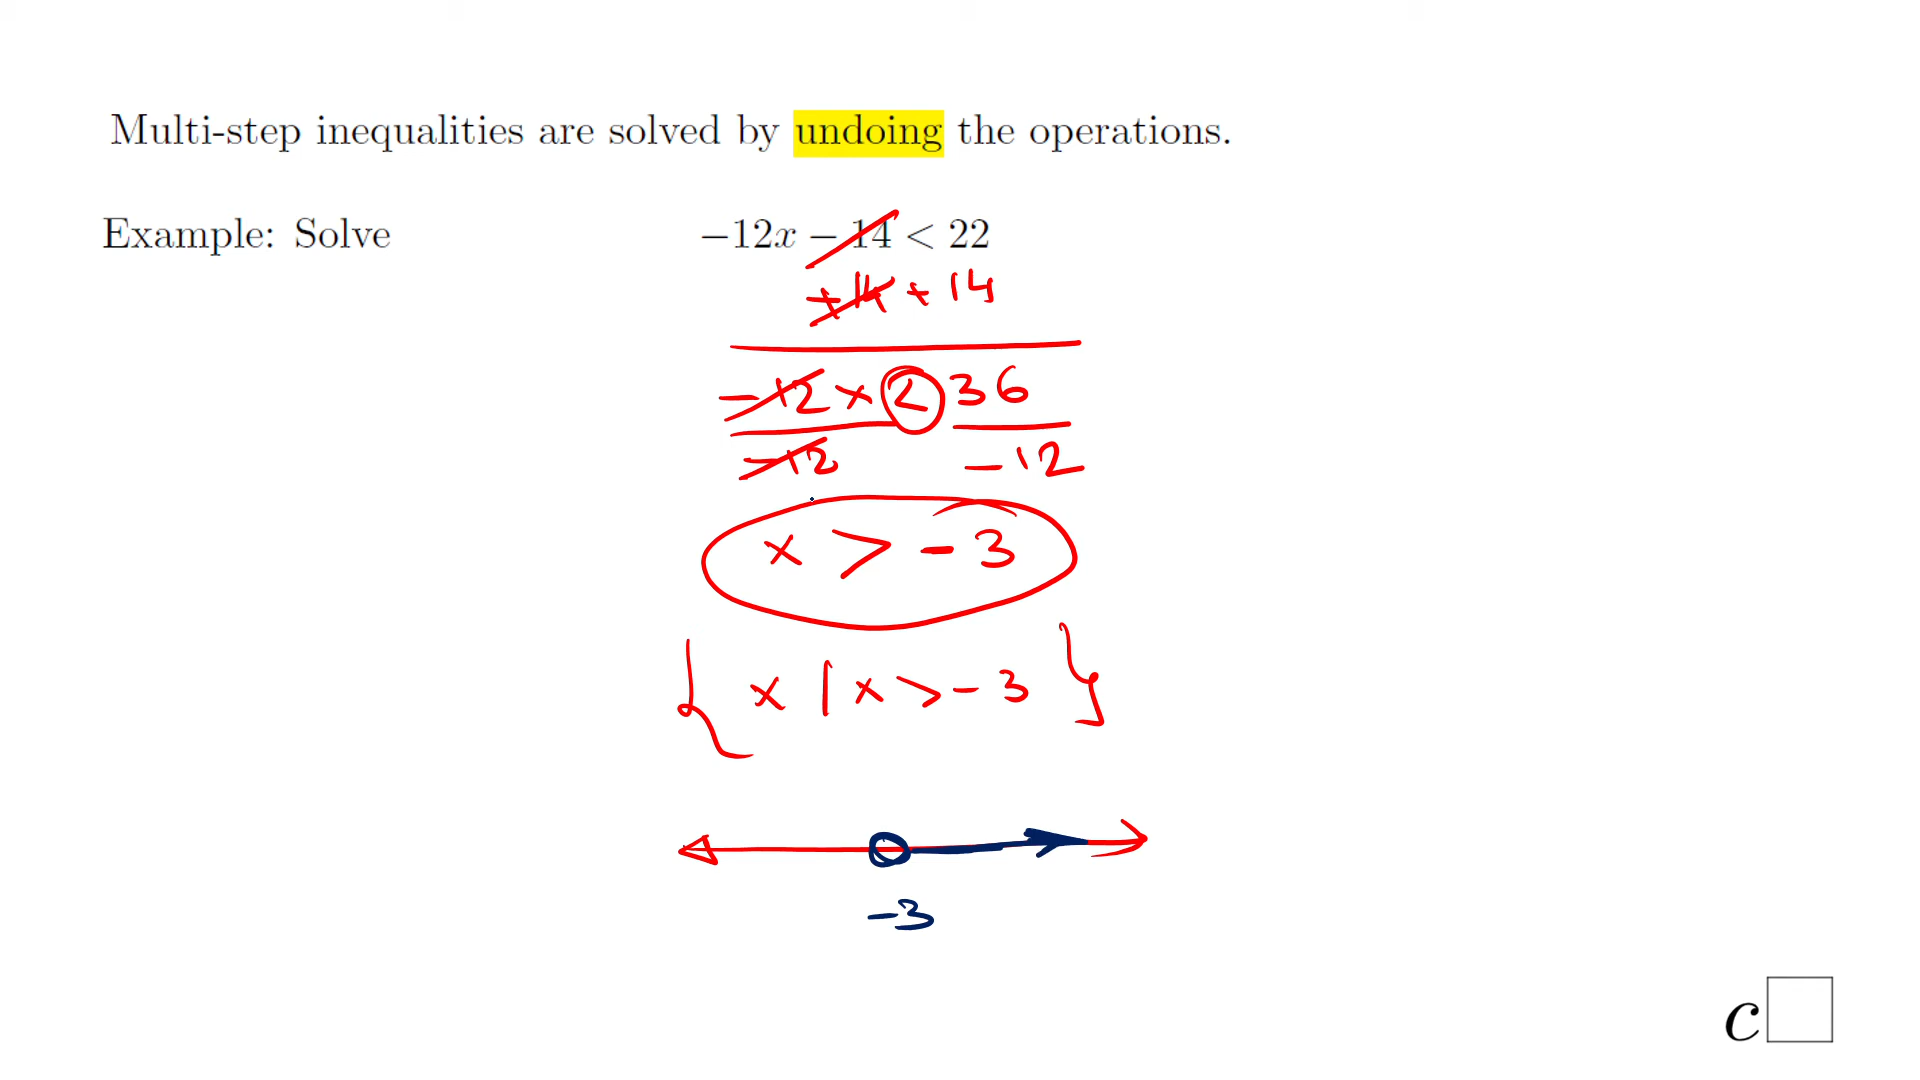 Multi-step inequalities are solved by undoing the operations.
Example: Solve −12x − 14 < 22
+14 + 14
−12x < 36
−12 −12
x > −3
{ x | x > −3 }
−3
c